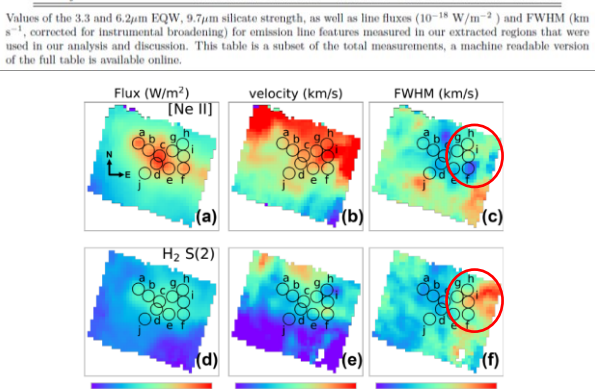 Values of the 3.3 and 6.2μm EQW, 9.7μm silicate strength, as well as line fluxes (10⁻¹⁸ W/m⁻² ) and FWHM (km
s⁻¹, corrected for instrumental broadening) for emission line features measured in our extracted regions that were
used in our analysis and discussion. This table is a subset of the total measurements, a machine readable version
of the full table is available online.
Flux (W/m²) velocity (km/s) FWHM (km/s)
[Ne II]
a b c g h i d e f j
N E
(a)
a b c g h i d e f j
(b)
a b c g h i d e f j
(c)
H₂ S(2)
a b c g h i d e f j
(d)
a b c g h i d e f j
(e)
a b c g h i d e f j
(f)